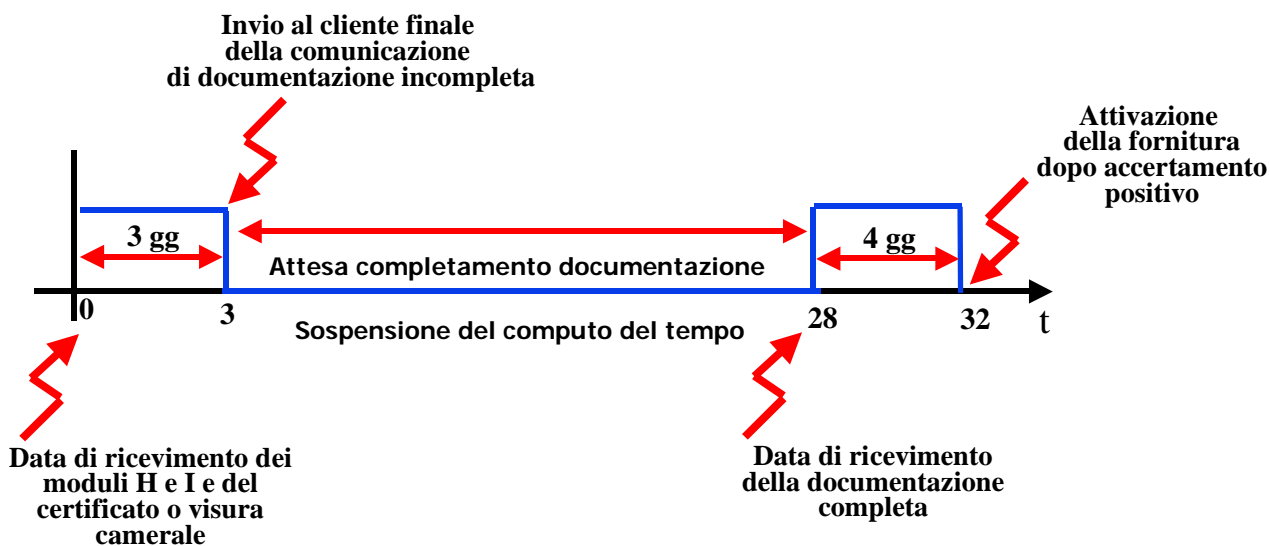 Invio al cliente finale
della comunicazione
di documentazione incompleta
Attivazione
della fornitura
dopo accertamento
positivo
3 gg
4 gg
Attesa completamento documentazione
0
3
Sospensione del computo del tempo
28
32
t
Data di ricevimento dei
moduli H e I e del
certificato o visura
camerale
Data di ricevimento
della documentazione
completa